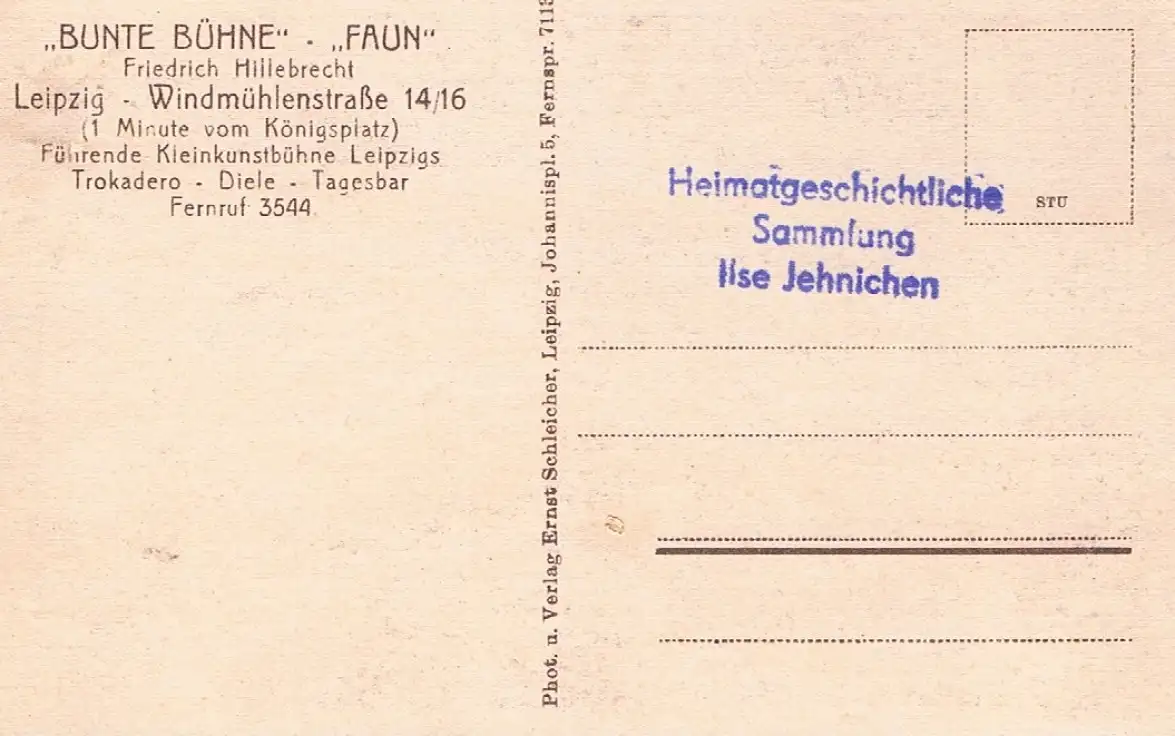 „BUNTE BÜHNE“ - „FAUN“
Friedrich Hillebrecht
Leipzig - Windmühlenstraße 14/16
(1 Minute vom Königsplatz)
Führende Kleinkunstbühne Leipzigs
Trokadero - Diele - Tagesbar
Fernruf 3544
Phot. u. Verlag Ernst Schleicher, Leipzig, Johannispl. 5, Fernspr. 7113
Heimatgeschichtliche
Sammlung
Ilse Jehnichen
STU